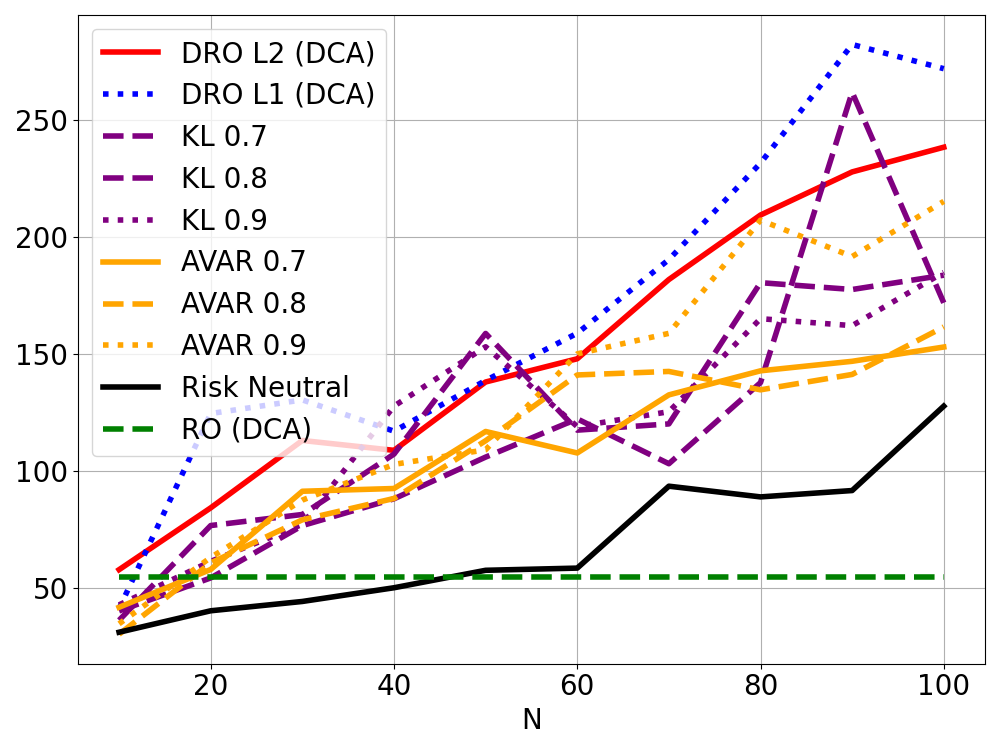 DRO L2 (DCA)
DRO L1 (DCA)
KL 0.7
KL 0.8
KL 0.9
AVAR 0.7
AVAR 0.8
AVAR 0.9
Risk Neutral
RO (DCA)
250
200
150
100
50
20 40 60 80 100
N